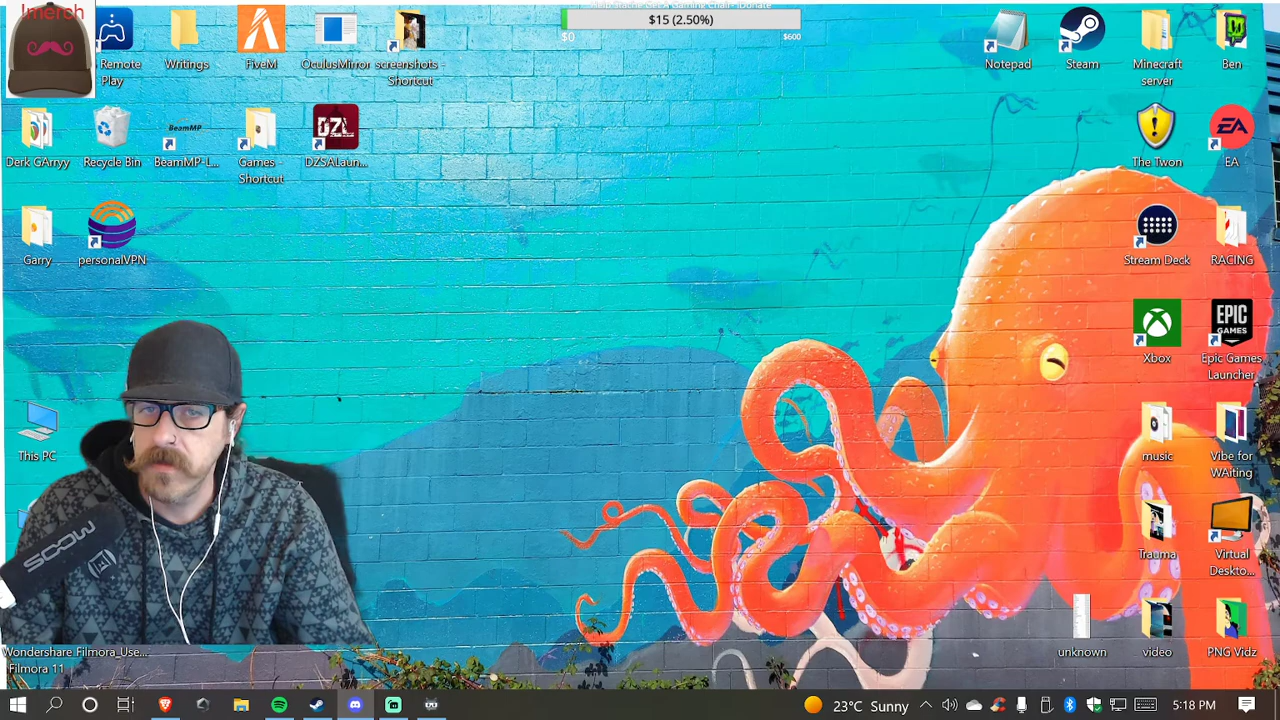 !merch
$15 (2.50%)
$0
$600
Remote
Play
Writings
FiveM
OculusMirror
screenshots -
Shortcut
Notepad
Steam
Minecraft
server
Ben
Derk GArryy
Recycle Bin
BeamMP
BeamMP-L...
Games -
Shortcut
DZL
DZSALaun...
The Twon
EA
EA
Garry
personalVPN
Stream Deck
RACING
Xbox
EPIC
GAMES
Epic Games
Launcher
This PC
music
Vibe for
WAiting
Trauma
Virtual
Deskto...
Wondershare
Filmora 11
Filmora_Use...
unknown
video
PNG Vidz
23°C Sunny
5:18 PM